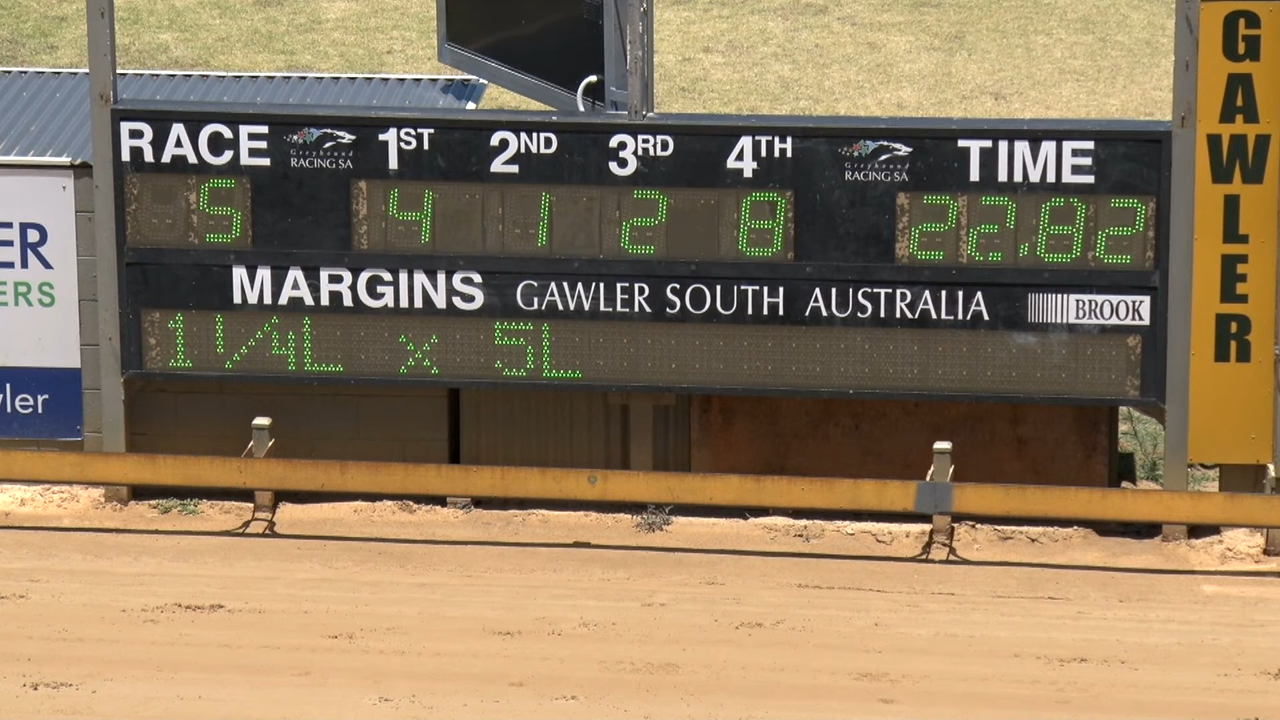 RACE 1ST 2ND 3RD 4TH TIME
Greyhound RACING SA Greyhound RACING SA
5 4 1 2 8 22.82
MARGINS GAWLER SOUTH AUSTRALIA BROOK
1 1/4L x 5L
GAWLER
ER
ERS
ler